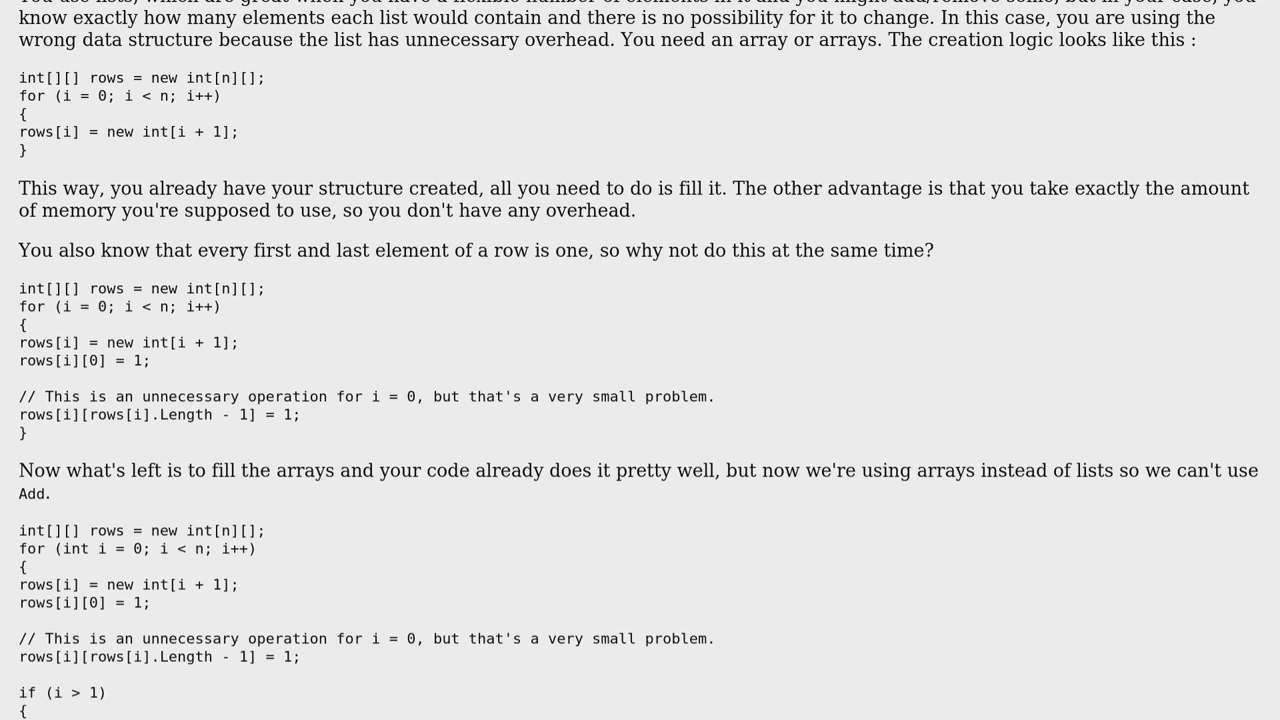 know exactly how many elements each list would contain and there is no possibility for it to change. In this case, you are using the
wrong data structure because the list has unnecessary overhead. You need an array or arrays. The creation logic looks like this :
int[][] rows = new int[n][];
for (i = 0; i < n; i++)
{
rows[i] = new int[i + 1];
}
This way, you already have your structure created, all you need to do is fill it. The other advantage is that you take exactly the amount
of memory you're supposed to use, so you don't have any overhead.
You also know that every first and last element of a row is one, so why not do this at the same time?
int[][] rows = new int[n][];
for (i = 0; i < n; i++)
{
rows[i] = new int[i + 1];
rows[i][0] = 1;
// This is an unnecessary operation for i = 0, but that's a very small problem.
rows[i][rows[i].Length - 1] = 1;
}
Now what's left is to fill the arrays and your code already does it pretty well, but now we're using arrays instead of lists so we can't use
Add.
int[][] rows = new int[n][];
for (int i = 0; i < n; i++)
{
rows[i] = new int[i + 1];
rows[i][0] = 1;
// This is an unnecessary operation for i = 0, but that's a very small problem.
rows[i][rows[i].Length - 1] = 1;
if (i > 1)
{